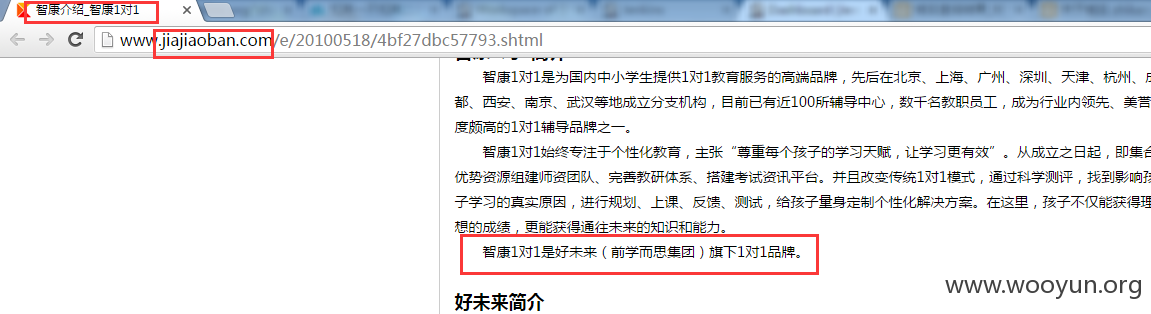 智康介绍_智康1对1
www.jiajiaoban.com/e/20100518/4bf27dbc57793.shtml
智康1对1是为国内中小学生提供1对1教育服务的高端品牌，先后在北京、上海、广州、深圳、天津、杭州、成
都、西安、南京、武汉等地成立分支机构，目前已有近100所辅导中心，数千名教职员工，成为行业内领先、美誉
度颇高的1对1辅导品牌之一。
智康1对1始终专注于个性化教育，主张“尊重每个孩子的学习天赋，让学习更有效”。从成立之日起，即集合
优势资源组建师资团队、完善教研体系、搭建考试资讯平台。并且改变传统1对1模式，通过科学测评，找到影响孩
子学习的真实原因，进行规划、上课、反馈、测试，给孩子量身定制个性化解决方案。在这里，孩子不仅能获得理
想的成绩，更能获得通往未来的知识和能力。
智康1对1是好未来（前学而思集团）旗下1对1品牌。
www.wooyun.org
好未来简介